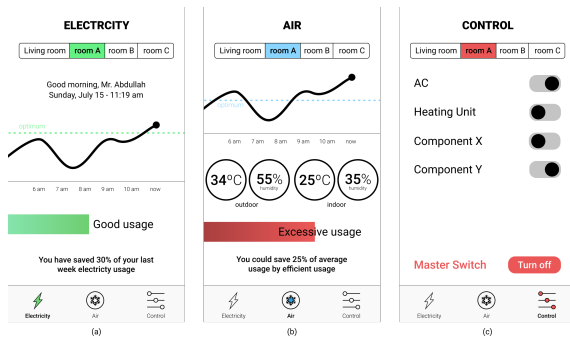 ELECTRCITY
Living room room A room B room C
Good morning, Mr. Abdullah
Sunday, July 15 - 11:19 am
optimum
6 am 7 am 8 am 9 am 10 am now
Good usage
You have saved 30% of your last
week electricty usage
Electricity Air Control
(a)
AIR
Living room room A room B room C
optimum
6 am 7 am 8 am 9 am 10 am now
34°C 55% humidity 25°C 35% humidity
outdoor indoor
Excessive usage
You could save 25% of average
usage by efficient usage
Electricity Air Control
(b)
CONTROL
Living room room A room B room C
AC
Heating Unit
Component X
Component Y
Master Switch Turn off
Electricity Air Control
(c)